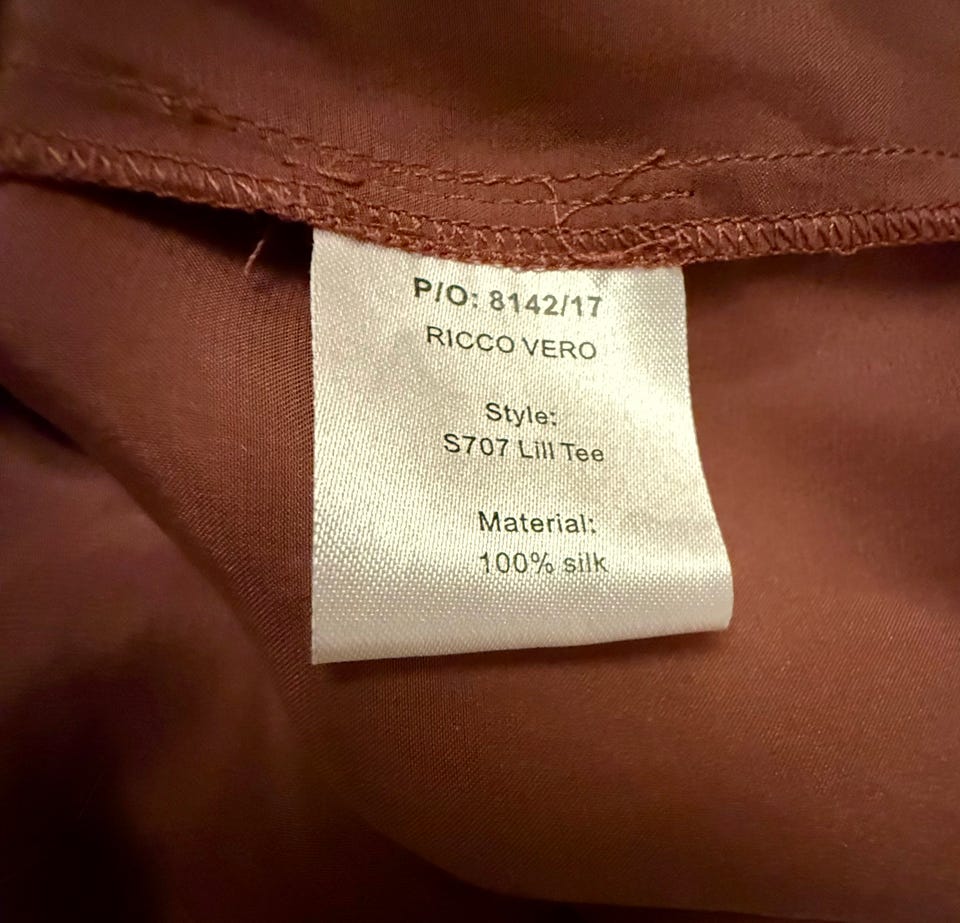 P/O: 8142/17
RICCO VERO
Style:
S707 Lill Tee
Material:
100% silk